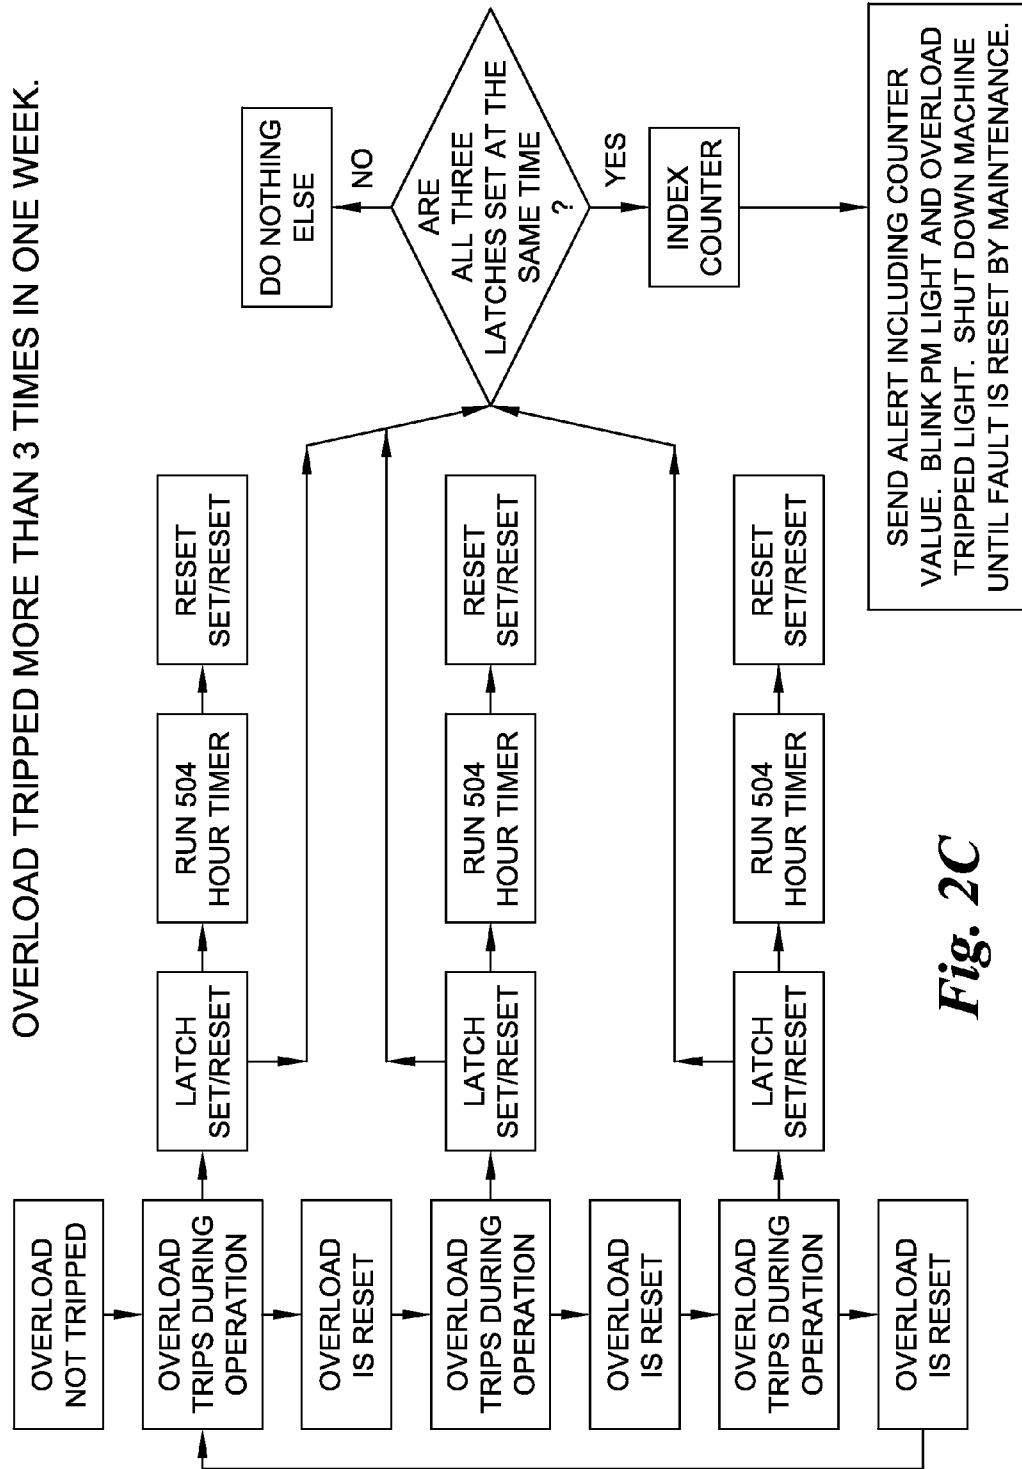 OVERLOAD TRIPPED MORE THAN 3 TIMES IN ONE WEEK.
OVERLOAD
NOT TRIPPED
OVERLOAD
TRIPS DURING
OPERATION
LATCH
SET/RESET
RUN 504
HOUR TIMER
RESET
SET/RESET
OVERLOAD
IS RESET
OVERLOAD
TRIPS DURING
OPERATION
LATCH
SET/RESET
RUN 504
HOUR TIMER
RESET
SET/RESET
OVERLOAD
IS RESET
OVERLOAD
TRIPS DURING
OPERATION
LATCH
SET/RESET
RUN 504
HOUR TIMER
RESET
SET/RESET
OVERLOAD
IS RESET
DO NOTHING
ELSE
NO
ARE
ALL THREE
LATCHES SET AT THE
SAME TIME
?
YES
INDEX
COUNTER
SEND ALERT INCLUDING COUNTER
VALUE. BLINK PM LIGHT AND OVERLOAD
TRIPPED LIGHT. SHUT DOWN MACHINE
UNTIL FAULT IS RESET BY MAINTENANCE.
Fig. 2C